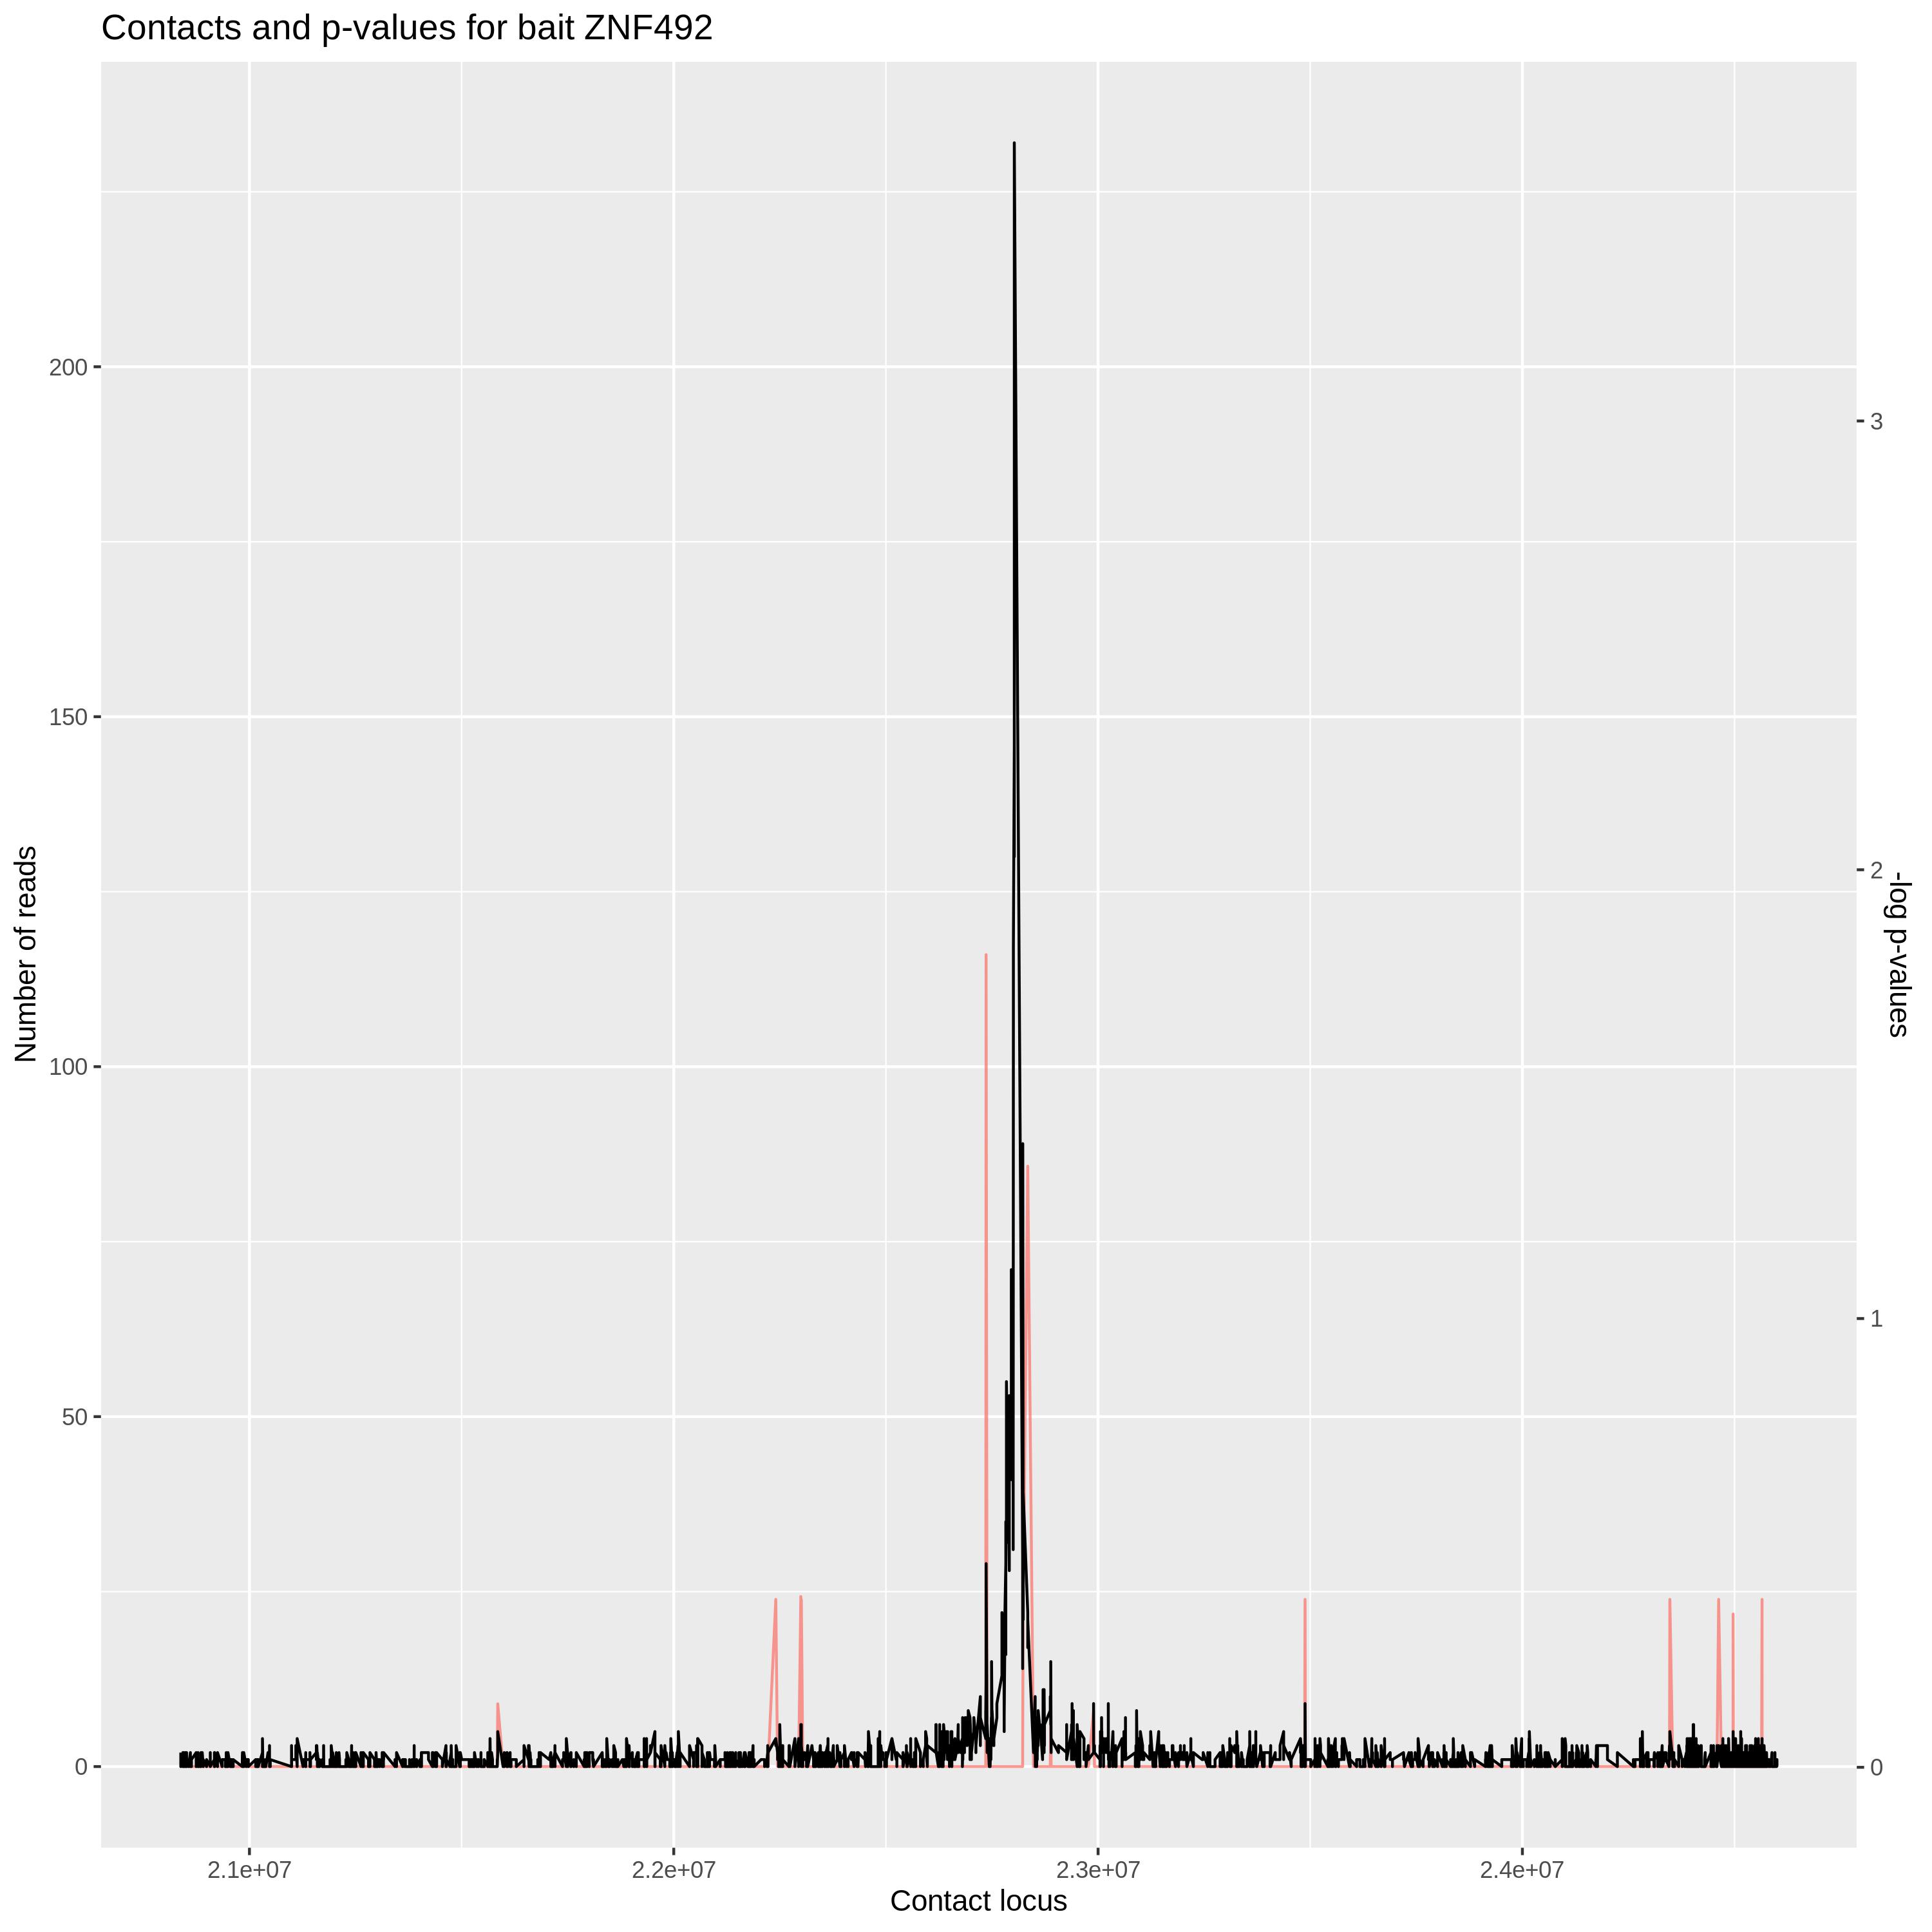 Contacts and p-values for bait ZNF492
200
150
100
50
0
Number of reads
3
2
1
0
-log p-values
2.1e+07 2.2e+07 2.3e+07 2.4e+07
Contact locus